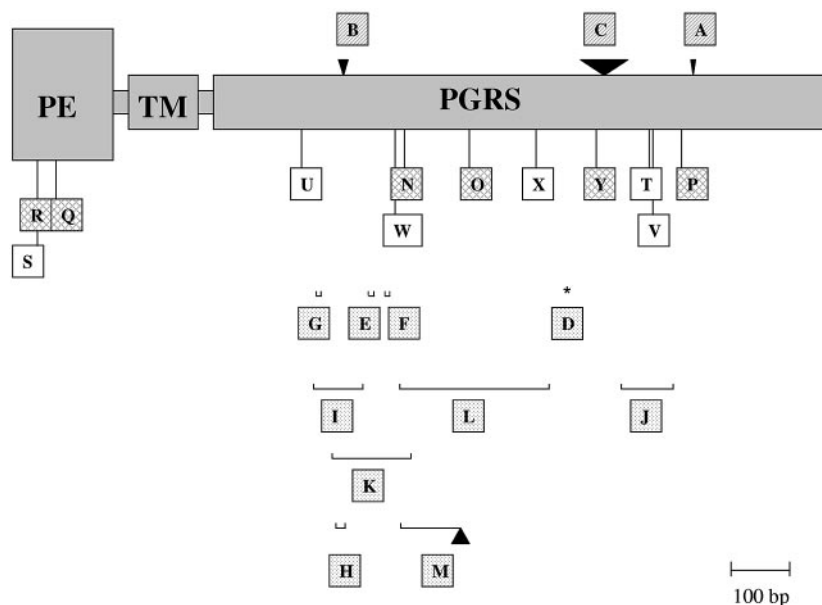 B C A
PE TM PGRS
U N O X Y T P
R Q
W V
S
G E F D
*
I L J
K
H M
100 bp